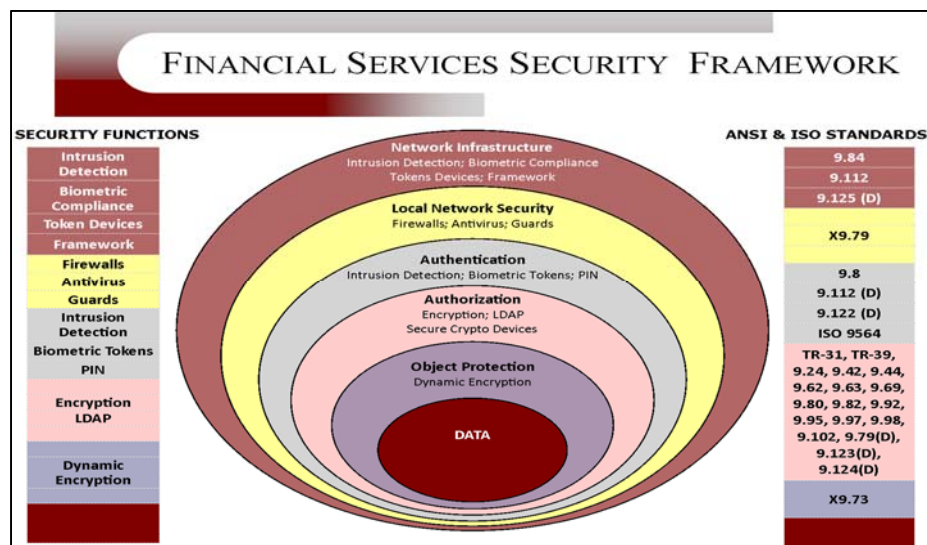 FINANCIAL SERVICES SECURITY FRAMEWORK
SECURITY FUNCTIONS
Intrusion
Detection
Biometric
Compliance
Token Devices
Framework
Firewalls
Antivirus
Guards
Intrusion
Detection
Biometric Tokens
PIN
Encryption
LDAP
Dynamic
Encryption
Network Infrastructure
Intrusion Detection; Biometric Compliance
Tokens Devices; Framework
Local Network Security
Firewalls; Antivirus; Guards
Authentication
Intrusion Detection; Biometric Tokens; PIN
Authorization
Encryption; LDAP
Secure Crypto Devices
Object Protection
Dynamic Encryption
DATA
ANSI & ISO STANDARDS
9.84
9.112
9.125 (D)
X9.79
9.8
9.112 (D)
9.122 (D)
ISO 9564
TR-31, TR-39,
9.24, 9.42, 9.44,
9.62, 9.63, 9.69,
9.80, 9.82, 9.92,
9.95, 9.97, 9.98,
9.102, 9.79(D),
9.123(D),
9.124(D)
X9.73